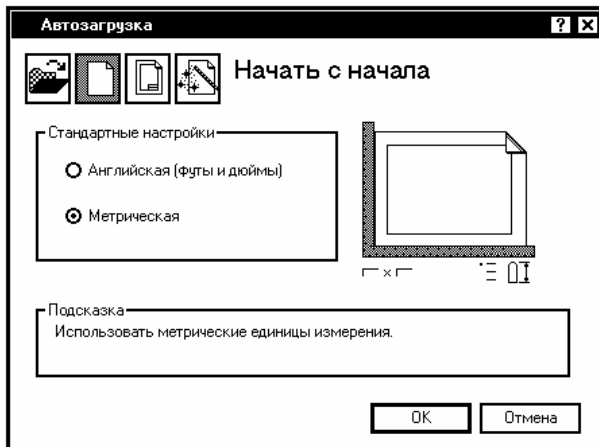 Автозагрузка
Начать с начала
Стандартные настройки
Английская (футы и дюймы)
Метрическая
Подсказка
Использовать метрические единицы измерения.
OK
Отмена